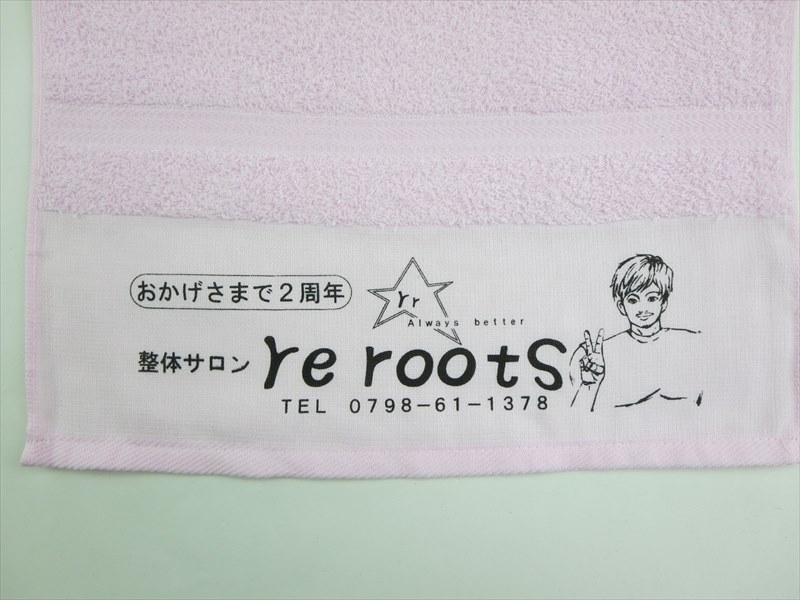 おかげさまで2周年
rr
Always better
整体サロン re roots
TEL 0798-61-1378